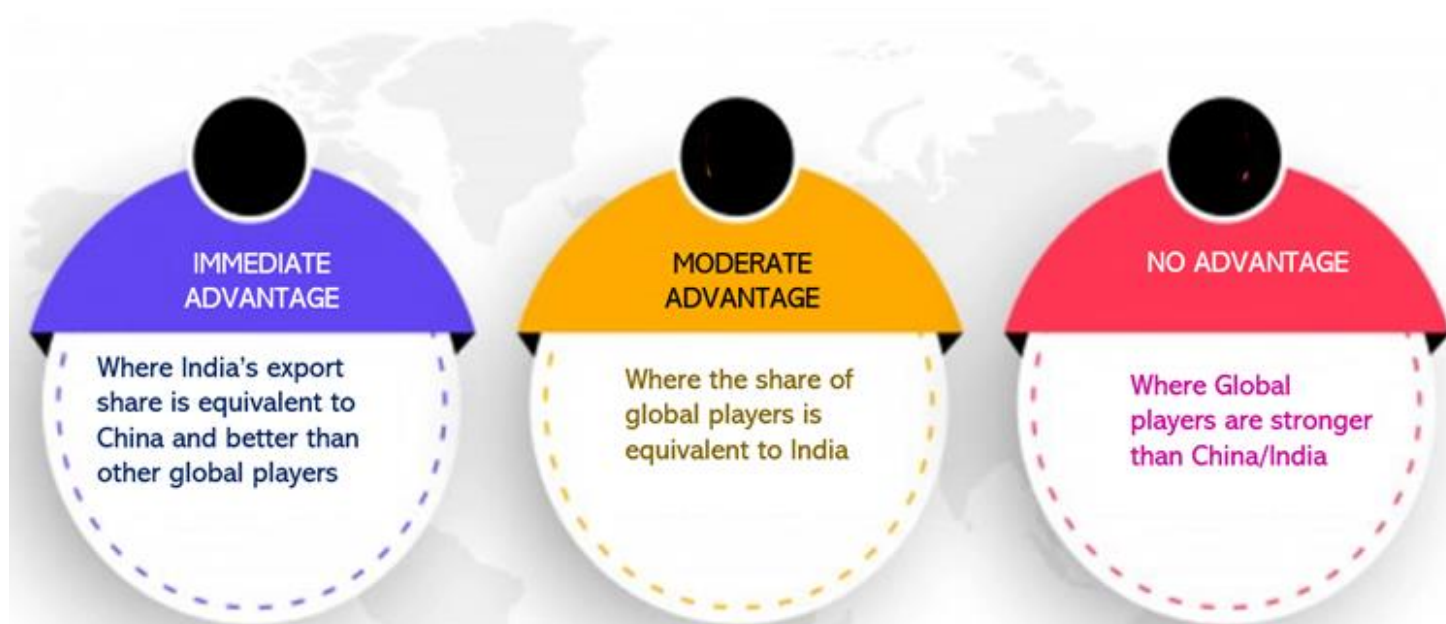 IMMEDIATE
ADVANTAGE
Where India's export
share is equivalent to
China and better than
other global players
MODERATE
ADVANTAGE
Where the share of
global players is
equivalent to India
NO ADVANTAGE
Where Global
players are stronger
than China/India